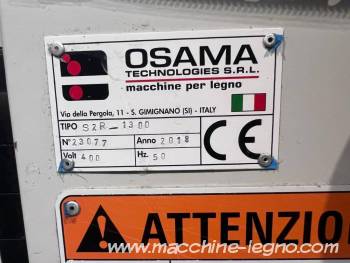 OSAMA
TECHNOLOGIES S.R.L.
macchine per legno
Via della Pergola, 11 - S. GIMIGNANO (SI) - ITALY
TIPO S2R-1300
N° 23077 Anno 2018
Volt 400 Hz. 50
CE
ATTENZIO
www.macchine-legno.com